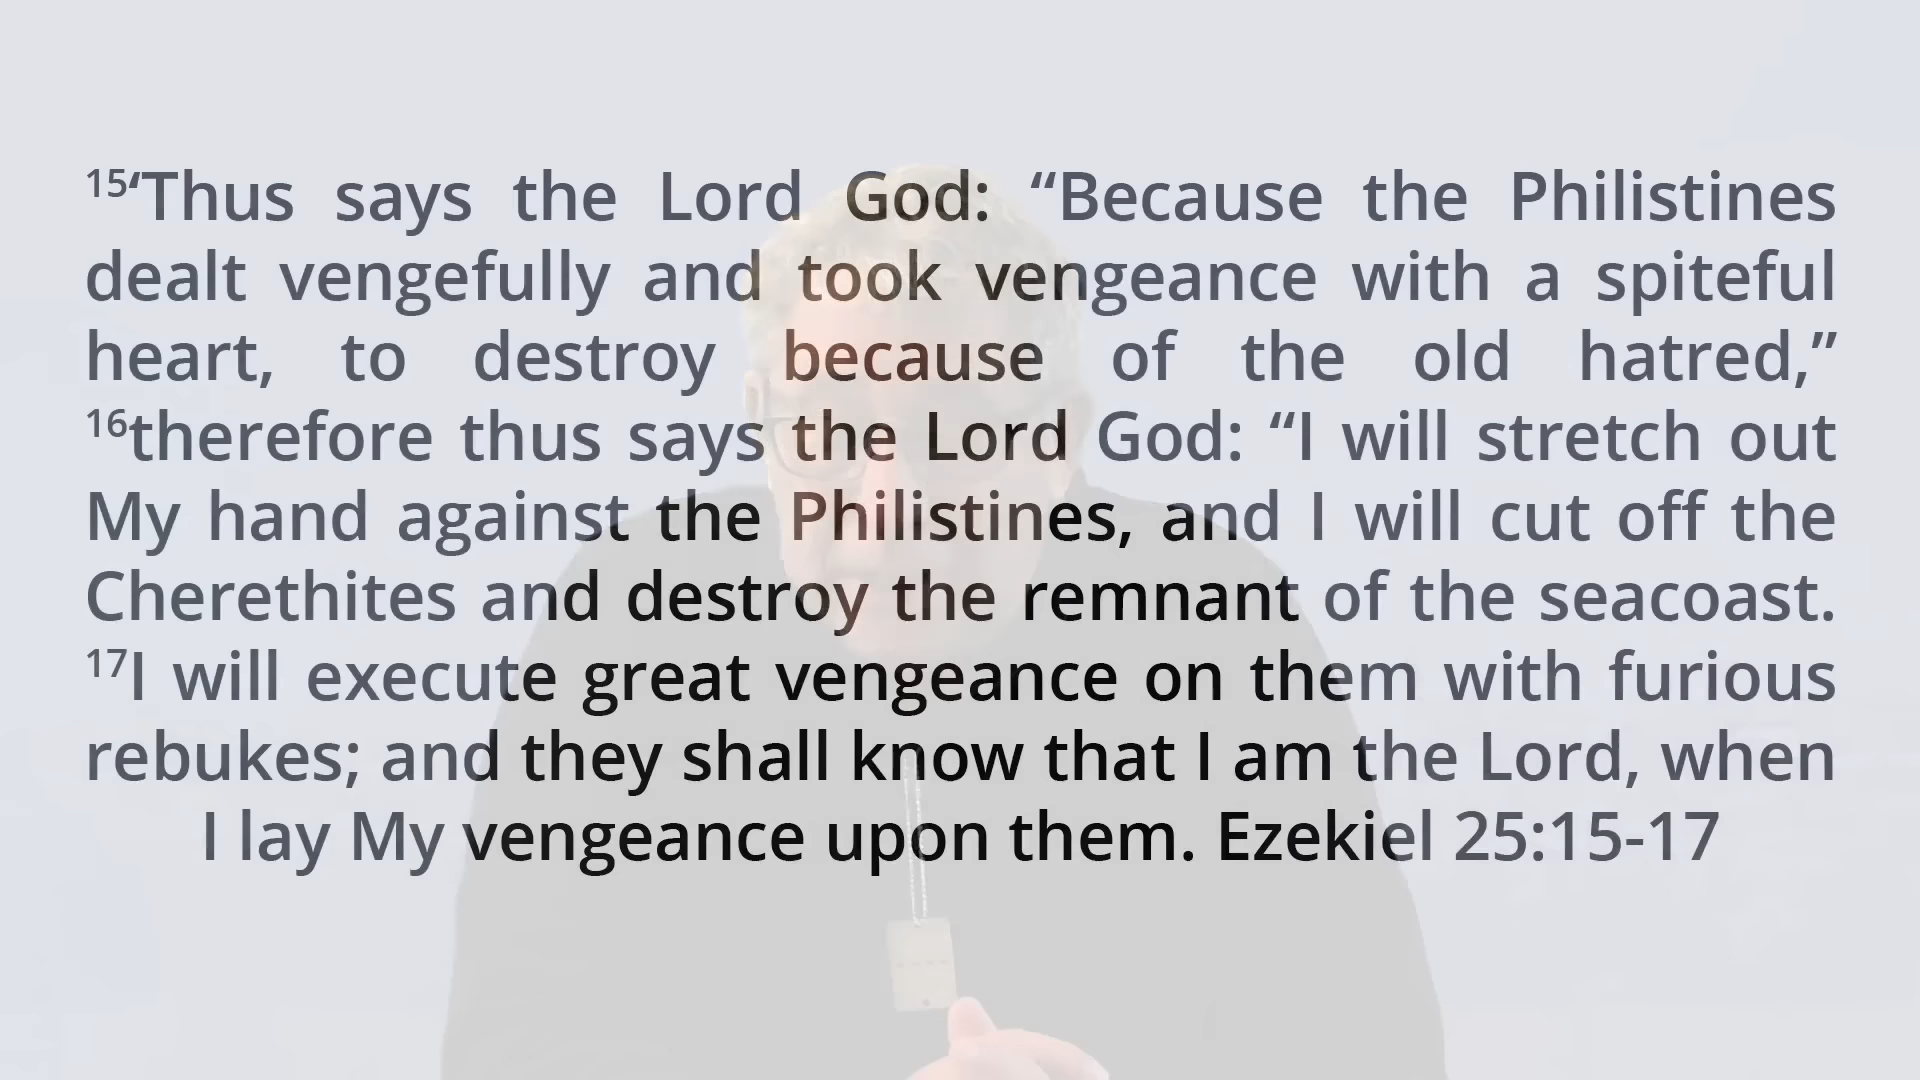 15‘Thus says the Lord God: “Because the Philistines
dealt vengefully and took vengeance with a spiteful
heart, to destroy because of the old hatred,”
16therefore thus says the Lord God: “I will stretch out
My hand against the Philistines, and I will cut off the
Cherethites and destroy the remnant of the seacoast.
17I will execute great vengeance on them with furious
rebukes; and they shall know that I am the Lord, when
I lay My vengeance upon them. Ezekiel 25:15-17